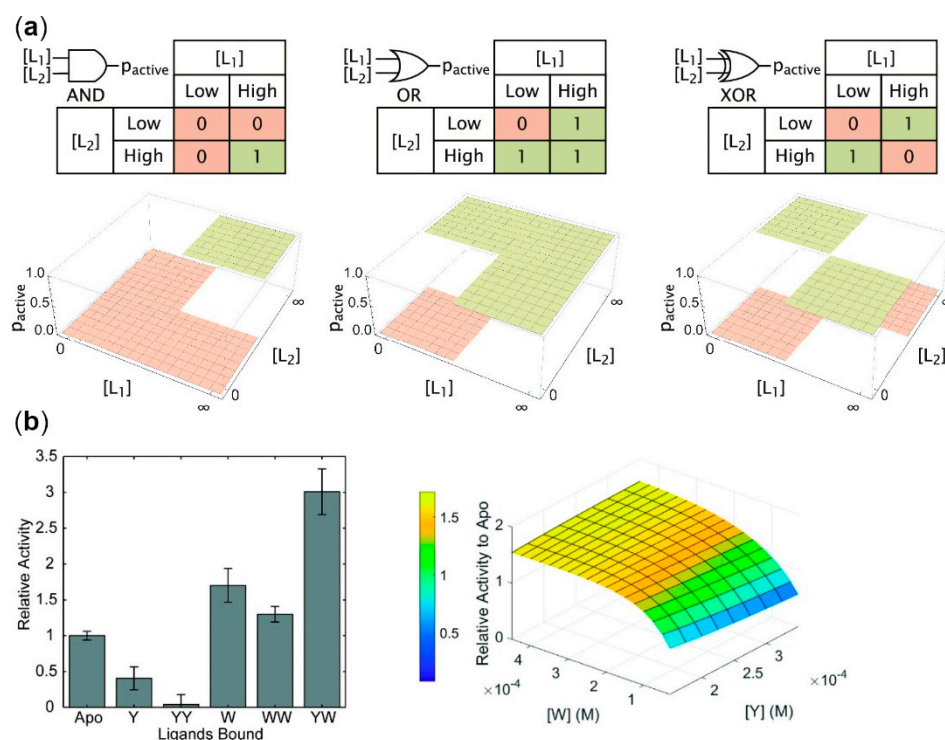 (a)
[L1]
[L2]
pactive
AND
[L1]
Low High
[L2]
Low 0 0
High 0 1
[L1]
[L2]
pactive
OR
[L1]
Low High
[L2]
Low 0 1
High 1 1
[L1]
[L2]
pactive
XOR
[L1]
Low High
[L2]
Low 0 1
High 1 0
pactive
1.0
0.5
0.0
0
[L1]
∞
0
[L2]
∞
pactive
1.0
0.5
0.0
0
[L1]
∞
0
[L2]
∞
pactive
1.0
0.5
0.0
0
[L1]
∞
0
[L2]
∞
(b)
Relative Activity
3.5
3
2.5
2
1.5
1
0.5
0
Apo Y YY W WW YW
Ligands Bound
1.5
1
0.5
Relative Activity to Apo
2
1
0
4
3
2
1
×10-4
[W] (M)
2
2.5
3
×10-4
[Y] (M)